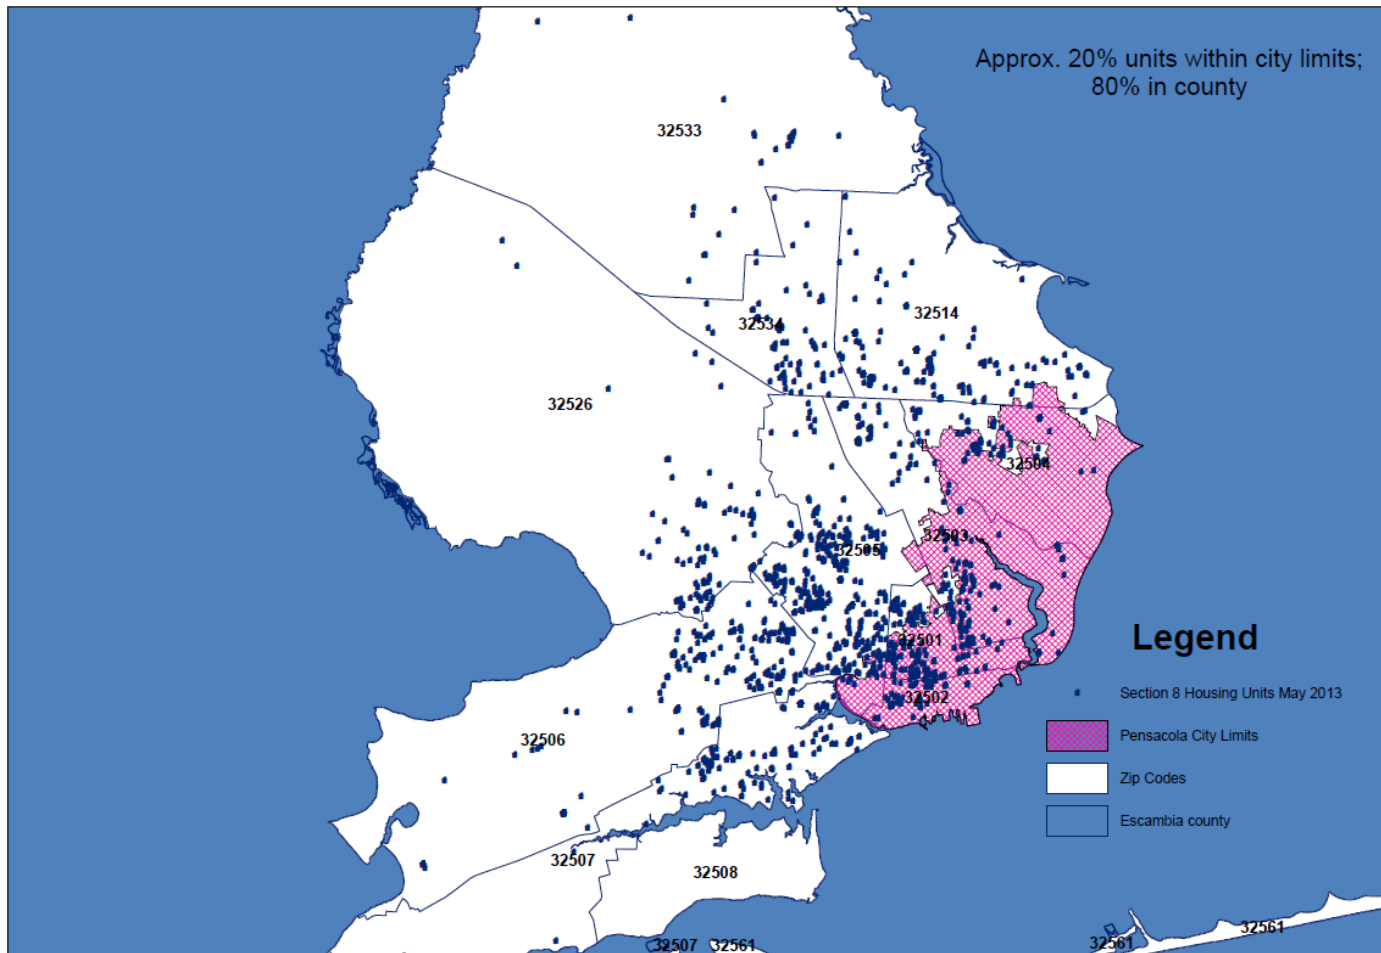 Approx. 20% units within city limits;
80% in county
32533
32534
32514
32526
32504
32503
32505
32501
32502
32506
32507
32508
32507
32561
32561
32561
Legend
Section 8 Housing Units May 2013
Pensacola City Limits
Zip Codes
Escambia county